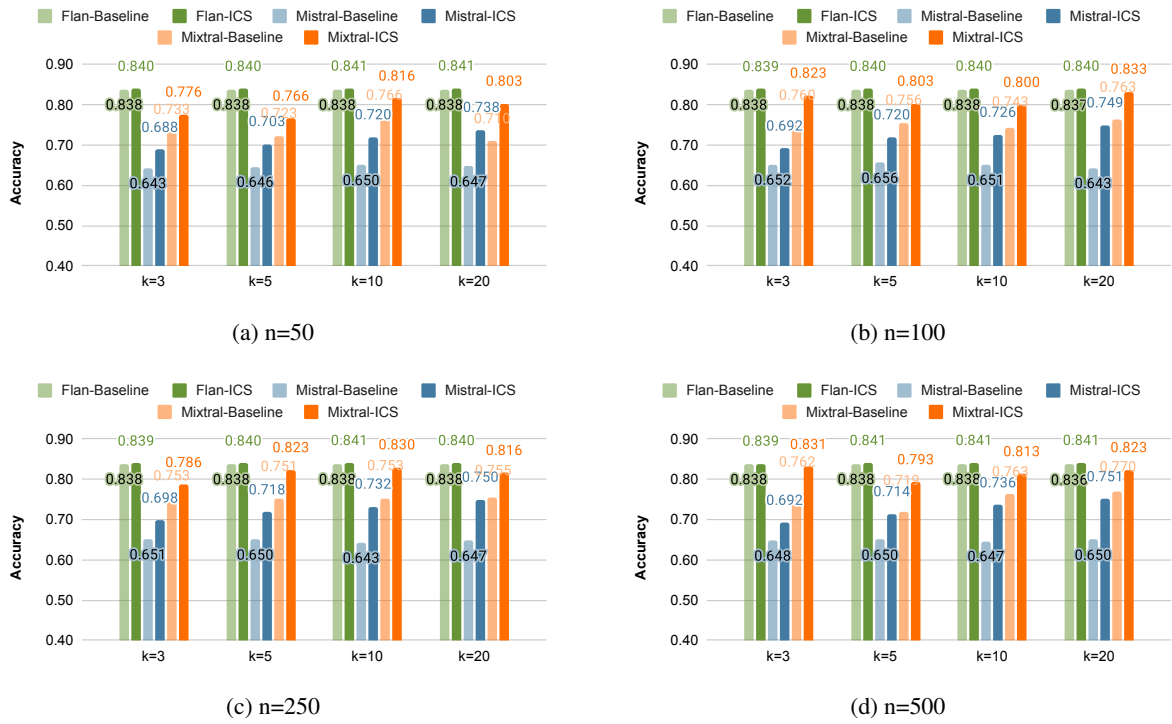 Flan-Baseline Flan-ICS Mistral-Baseline Mistral-ICS
Mixtral-Baseline Mixtral-ICS
Accuracy
0.90
0.80
0.70
0.60
0.50
0.40
0.840 0.840 0.841 0.841
0.838 0.838 0.838 0.838
0.643 0.646 0.650 0.647
0.688 0.703 0.720 0.738
0.733 0.723 0.766 0.710
0.776 0.766 0.816 0.803
k=3 k=5 k=10 k=20
(a) n=50
Flan-Baseline Flan-ICS Mistral-Baseline Mistral-ICS
Mixtral-Baseline Mixtral-ICS
Accuracy
0.90
0.80
0.70
0.60
0.50
0.40
0.839 0.840 0.840 0.840
0.838 0.838 0.838 0.837
0.652 0.656 0.651 0.643
0.692 0.720 0.726 0.749
0.760 0.756 0.743 0.763
0.823 0.803 0.800 0.833
k=3 k=5 k=10 k=20
(b) n=100
Flan-Baseline Flan-ICS Mistral-Baseline Mistral-ICS
Mixtral-Baseline Mixtral-ICS
Accuracy
0.90
0.80
0.70
0.60
0.50
0.40
0.839 0.840 0.841 0.840
0.838 0.838 0.838 0.838
0.651 0.650 0.643 0.647
0.698 0.718 0.732 0.750
0.753 0.751 0.753 0.755
0.786 0.823 0.830 0.816
k=3 k=5 k=10 k=20
(c) n=250
Flan-Baseline Flan-ICS Mistral-Baseline Mistral-ICS
Mixtral-Baseline Mixtral-ICS
Accuracy
0.90
0.80
0.70
0.60
0.50
0.40
0.839 0.841 0.841 0.841
0.838 0.838 0.838 0.836
0.648 0.650 0.647 0.650
0.692 0.714 0.736 0.751
0.762 0.763 0.770
0.831 0.793 0.813 0.823
k=3 k=5 k=10 k=20
(d) n=500